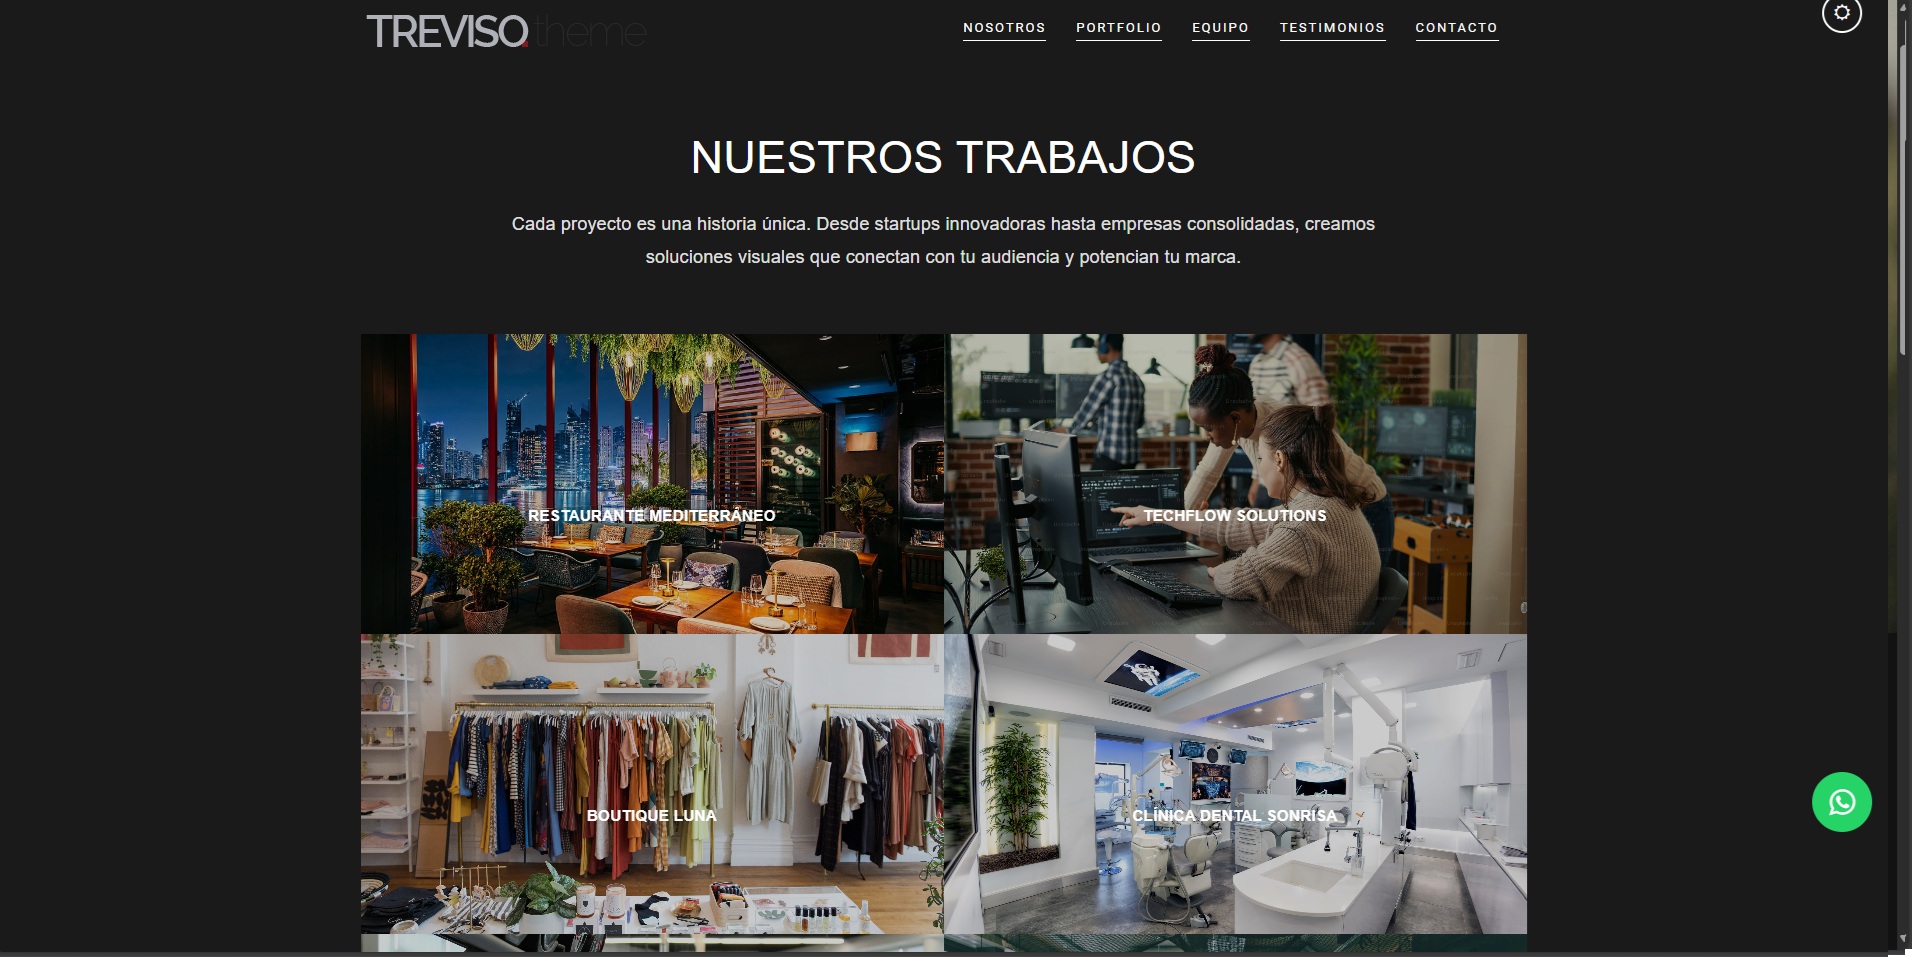 TREVISO.theme
NOSOTROS PORTFOLIO EQUIPO TESTIMONIOS CONTACTO
NUESTROS TRABAJOS
Cada proyecto es una historia única. Desde startups innovadoras hasta empresas consolidadas, creamos
soluciones visuales que conectan con tu audiencia y potencian tu marca.
RESTAURANTE MEDITERRÁNEO
TECHFLOW SOLUTIONS
BOUTIQUE LUNA
CLÍNICA DENTAL SONRISA